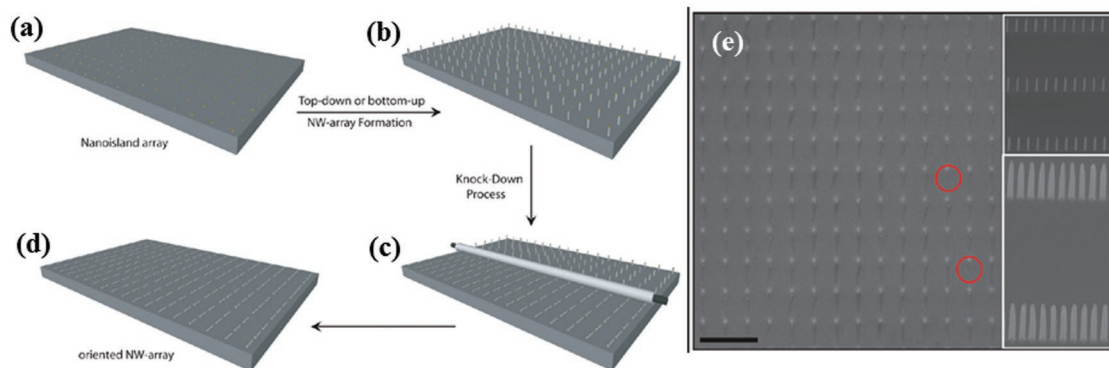 (a)
Nanoisland array
Top-down or bottom-up
NW-array Formation
(b)
Knock-Down
Process
(c)
(d)
oriented NW-array
(e)